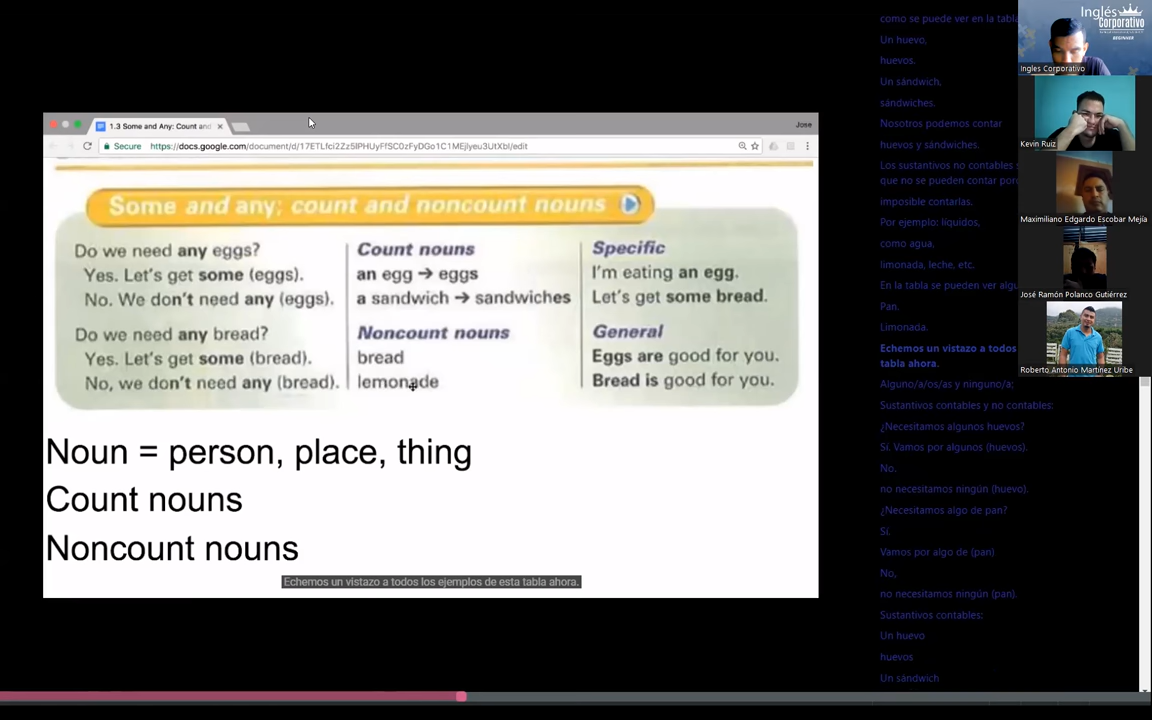 1.3 Some and Any: Count and
Jose
Secure
https://docs.google.com/document/d/17ETLfci2Zz5IPHUyFfSC0zFyDGo1C1MEjlyeu3UtXbI/edit
Some and any; count and noncount nouns
Do we need any eggs?
Yes. Let's get some (eggs).
No. We don't need any (eggs).
Do we need any bread?
Yes. Let's get some (bread).
No, we don't need any (bread).
Count nouns
an egg → eggs
a sandwich → sandwiches
Noncount nouns
bread
lemonade
Specific
I'm eating an egg.
Let's get some bread.
General
Eggs are good for you.
Bread is good for you.
Noun = person, place, thing
Count nouns
Noncount nouns
Echemos un vistazo a todos los ejemplos de esta tabla ahora.
como se puede ver en la tabla
Un huevo,
huevos.
Un sándwich,
sándwiches.
Nosotros podemos contar
huevos y sándwiches.
Los sustantivos no contables s
que no se pueden contar porq
imposible contarlas.
Por ejemplo: líquidos,
como agua,
limonada, leche, etc.
En la tabla se pueden ver algu
Pan.
Limonada.
Echemos un vistazo a todos
tabla ahora.
Alguno/a/os/as y ninguno/a;
Sustantivos contables y no contables:
¿Necesitamos algunos huevos?
Sí. Vamos por algunos (huevos).
No.
no necesitamos ningún (huevo).
¿Necesitamos algo de pan?
Sí.
Vamos por algo de (pan)
No,
no necesitamos ningún (pan).
Sustantivos contables:
Un huevo
huevos
Un sándwich
Inglés
Corporativo
BEGINNER
Ingles Corporativo
Kevin Ruiz
Maximiliano Edgardo Escobar Mejía
José Ramón Polanco Gutiérrez
Roberto Antonio Martínez Uribe